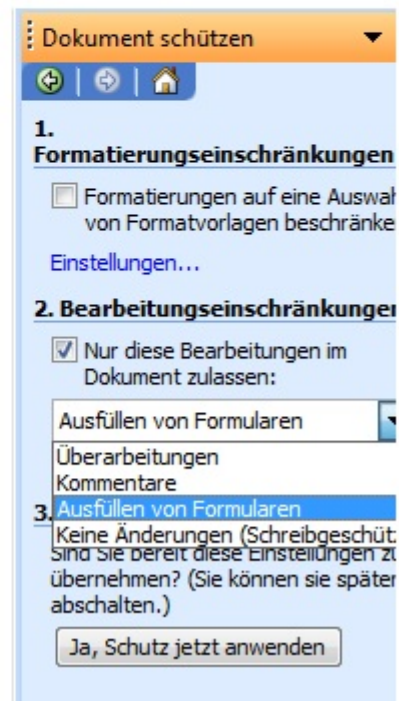 Dokument schützen
1.
Formatierungseinschränkungen
Formatierungen auf eine Auswah
von Formatvorlagen beschränke
Einstellungen...
2. Bearbeitungseinschränkunger
Nur diese Bearbeitungen im
Dokument zulassen:
Ausfüllen von Formularen
Überarbeitungen
Kommentare
3. Ausfüllen von Formularen
Keine Änderungen (Schreibgeschütz
Sind Sie bereit diese Einstellungen zu
übernehmen? (Sie können sie später
abschalten.)
Ja, Schutz jetzt anwenden